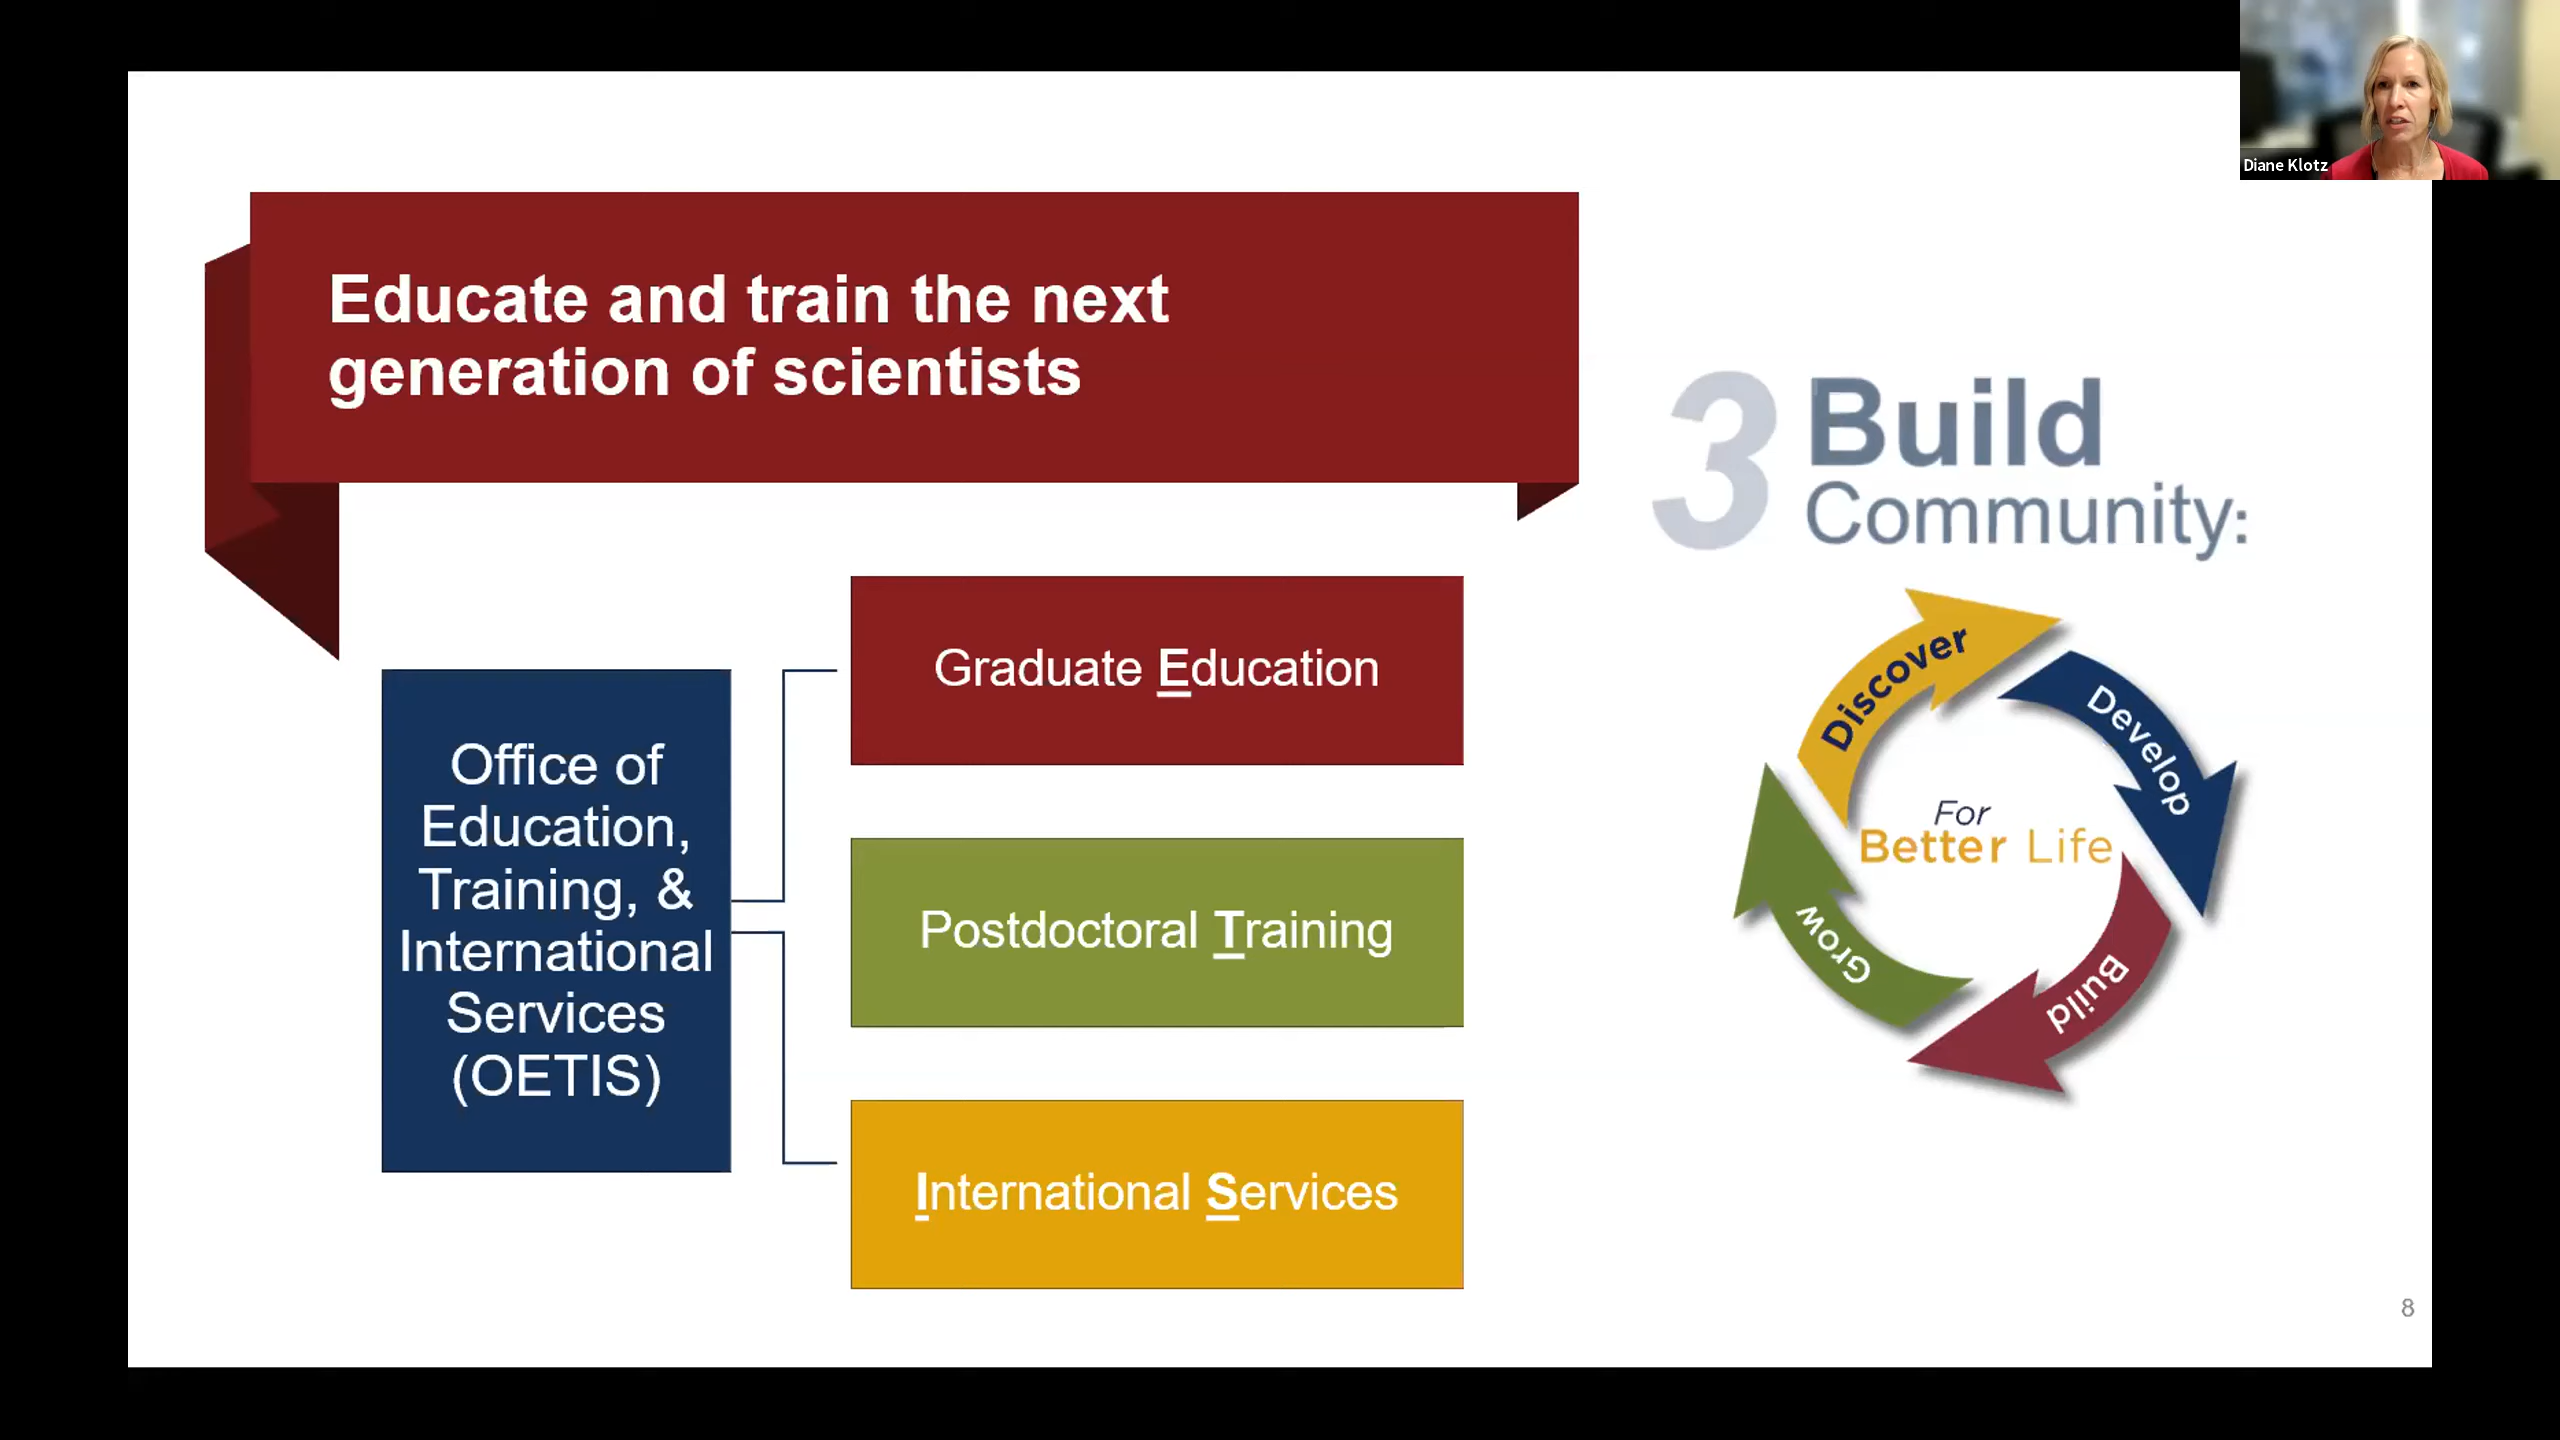 Diane Klotz
Educate and train the next
generation of scientists
3 Build
Community:
Office of
Education,
Training, &
International
Services
(OETIS)
Graduate Education
Postdoctoral Training
International Services
Discover
Develop
Build
Grow
For
Better Life
8